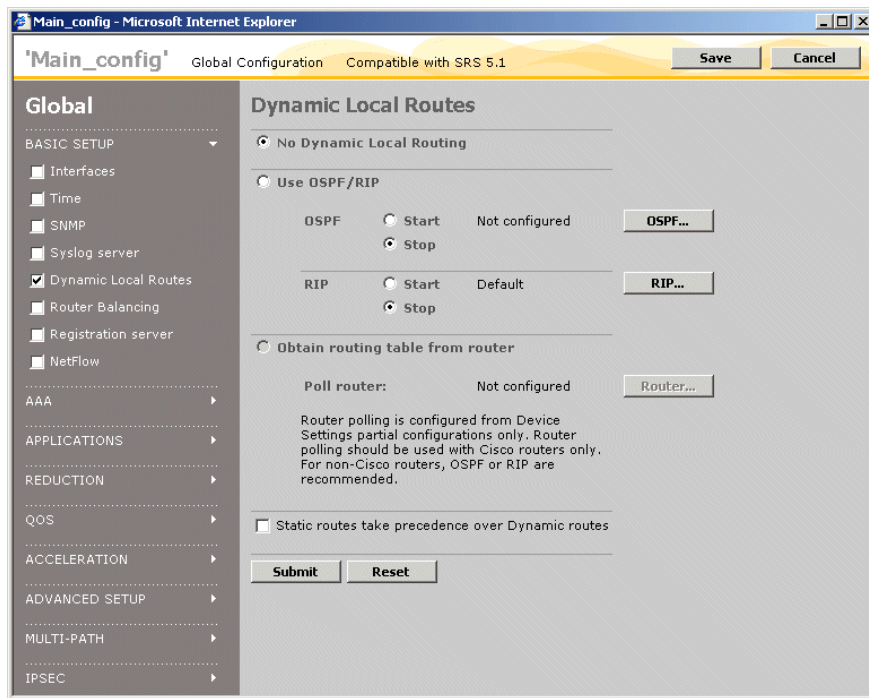 Main_config - Microsoft Internet Explorer
'Main_config' Global Configuration Compatible with SRS 5.1 Save Cancel
Global
BASIC SETUP
Interfaces
Time
SNMP
Syslog server
Dynamic Local Routes
Router Balancing
Registration server
NetFlow
AAA
APPLICATIONS
REDUCTION
QOS
ACCELERATION
ADVANCED SETUP
MULTI-PATH
IPSEC
Dynamic Local Routes
No Dynamic Local Routing
Use OSPF/RIP
OSPF Start Not configured OSPF...
Stop
RIP Start Default RIP...
Stop
Obtain routing table from router
Poll router: Not configured Router...
Router polling is configured from Device
Settings partial configurations only. Router
polling should be used with Cisco routers only.
For non-Cisco routers, OSPF or RIP are
recommended.
Static routes take precedence over Dynamic routes
Submit Reset